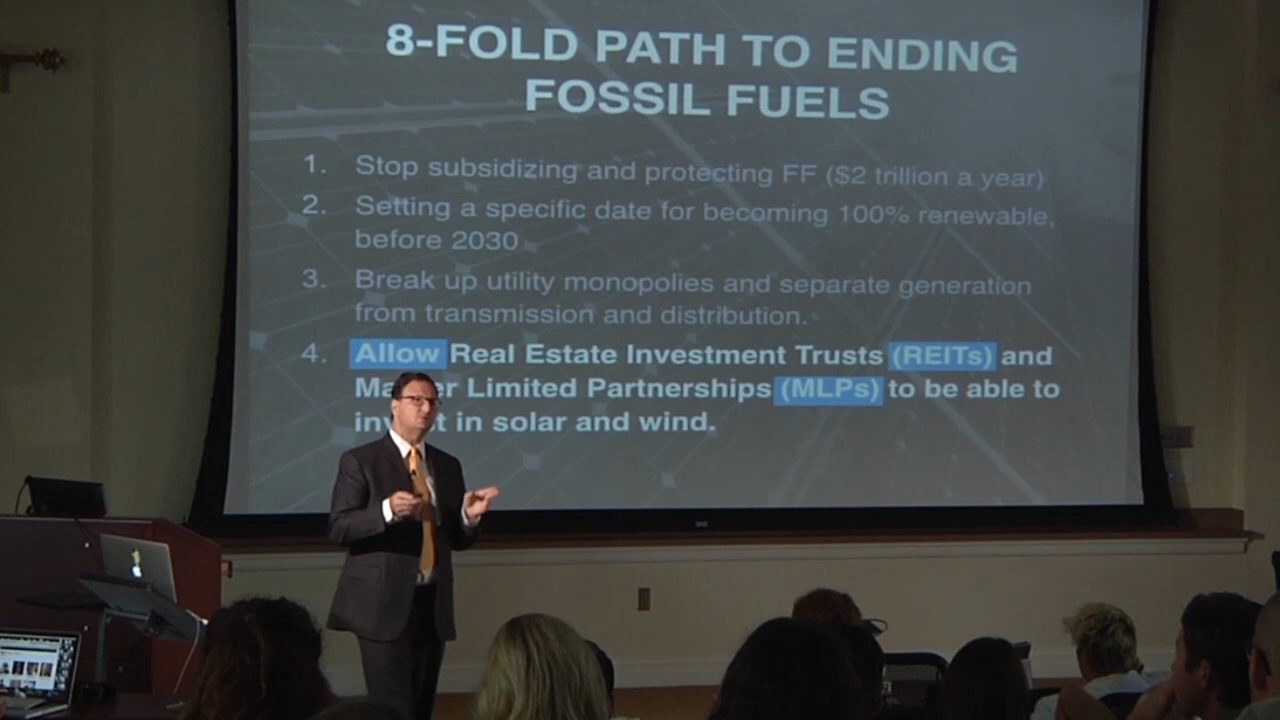 8-FOLD PATH TO ENDING
FOSSIL FUELS
1. Stop subsidizing and protecting FF ($2 trillion a year)
2. Setting a specific date for becoming 100% renewable,
before 2030
3. Break up utility monopolies and separate generation
from transmission and distribution.
4. Allow Real Estate Investment Trusts (REITs) and
Limited Partnerships (MLPs) to be able to
in solar and wind.